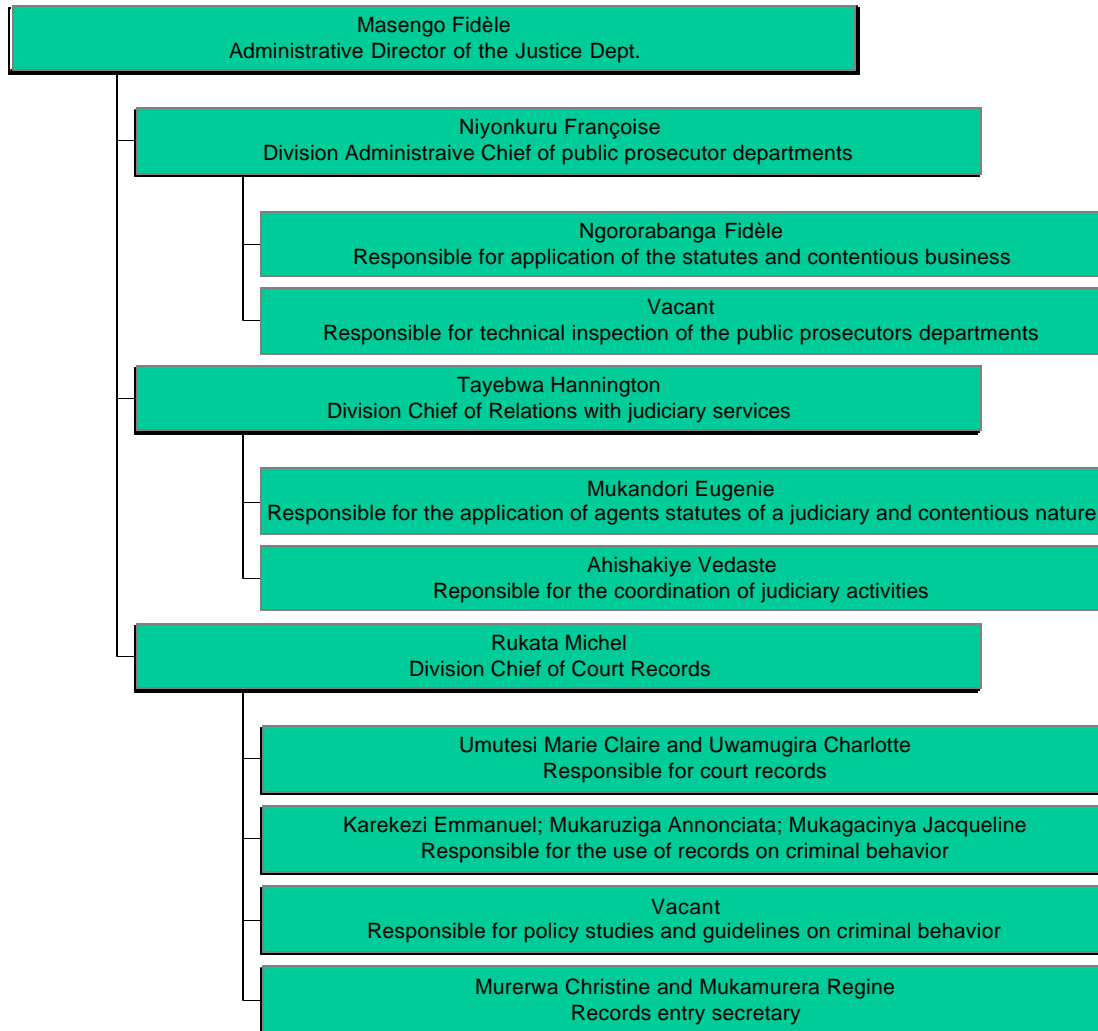 Masengo Fidèle
Administrative Director of the Justice Dept.
Niyonkuru Françoise
Division Administraive Chief of public prosecutor departments
Ngororabanga Fidèle
Responsible for application of the statutes and contentious business
Vacant
Responsible for technical inspection of the public prosecutors departments
Tayebwa Hannington
Division Chief of Relations with judiciary services
Mukandori Eugenie
Responsible for the application of agents statutes of a judiciary and contentious nature
Ahishakiye Vedaste
Reponsible for the coordination of judiciary activities
Rukata Michel
Division Chief of Court Records
Umutesi Marie Claire and Uwamugira Charlotte
Responsible for court records
Karekezi Emmanuel; Mukaruziga Annonciata; Mukagacinya Jacqueline
Responsible for the use of records on criminal behavior
Vacant
Responsible for policy studies and guidelines on criminal behavior
Murerwa Christine and Mukamurera Regine
Records entry secretary